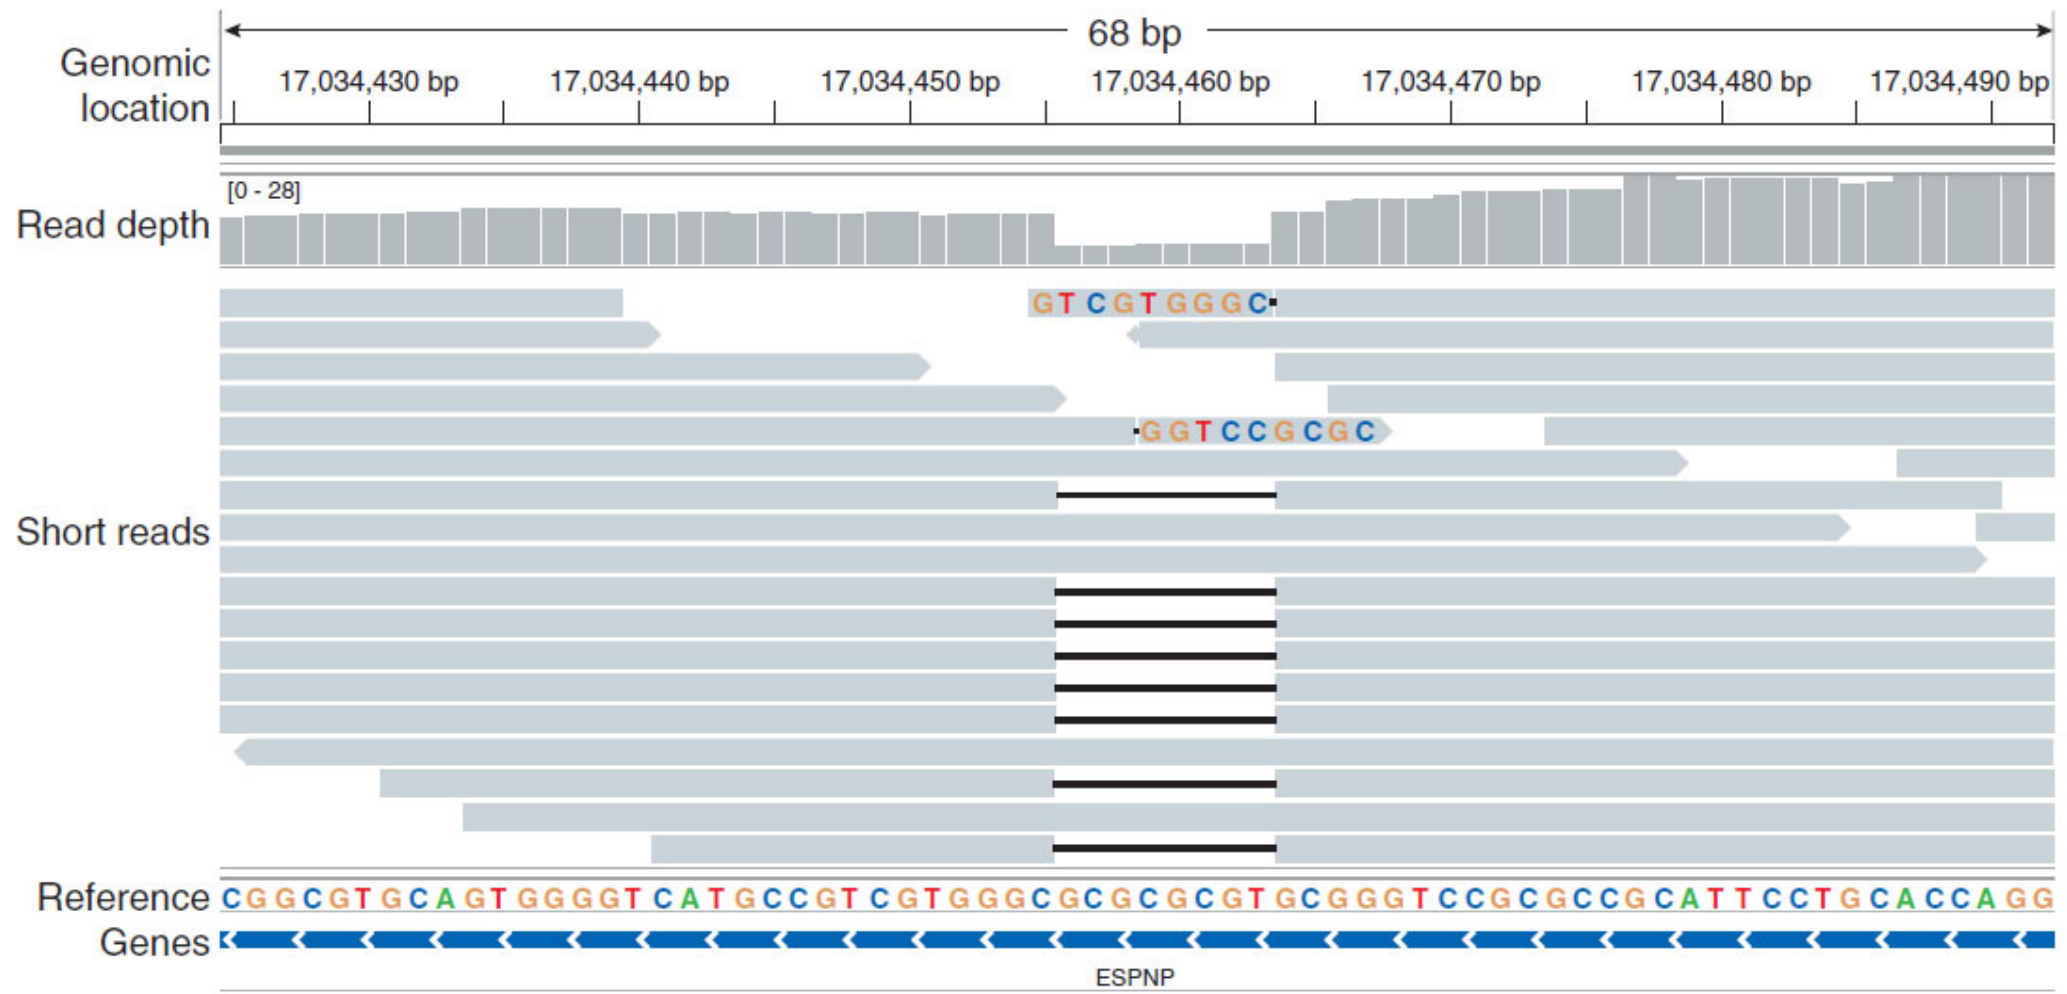 68 bp
Genomic location
17,034,430 bp 17,034,440 bp 17,034,450 bp 17,034,460 bp 17,034,470 bp 17,034,480 bp 17,034,490 bp
[0 - 28]
Read depth
GTCGTGGGC
GGTCCGCGC
Short reads
Reference CGGCGTGCAGTGGGGTCATGCCGTCGTGGGCGCGCGCGTGCGGGTCCGCGCCGCATTCCTGCACCAGG
Genes
ESPNP